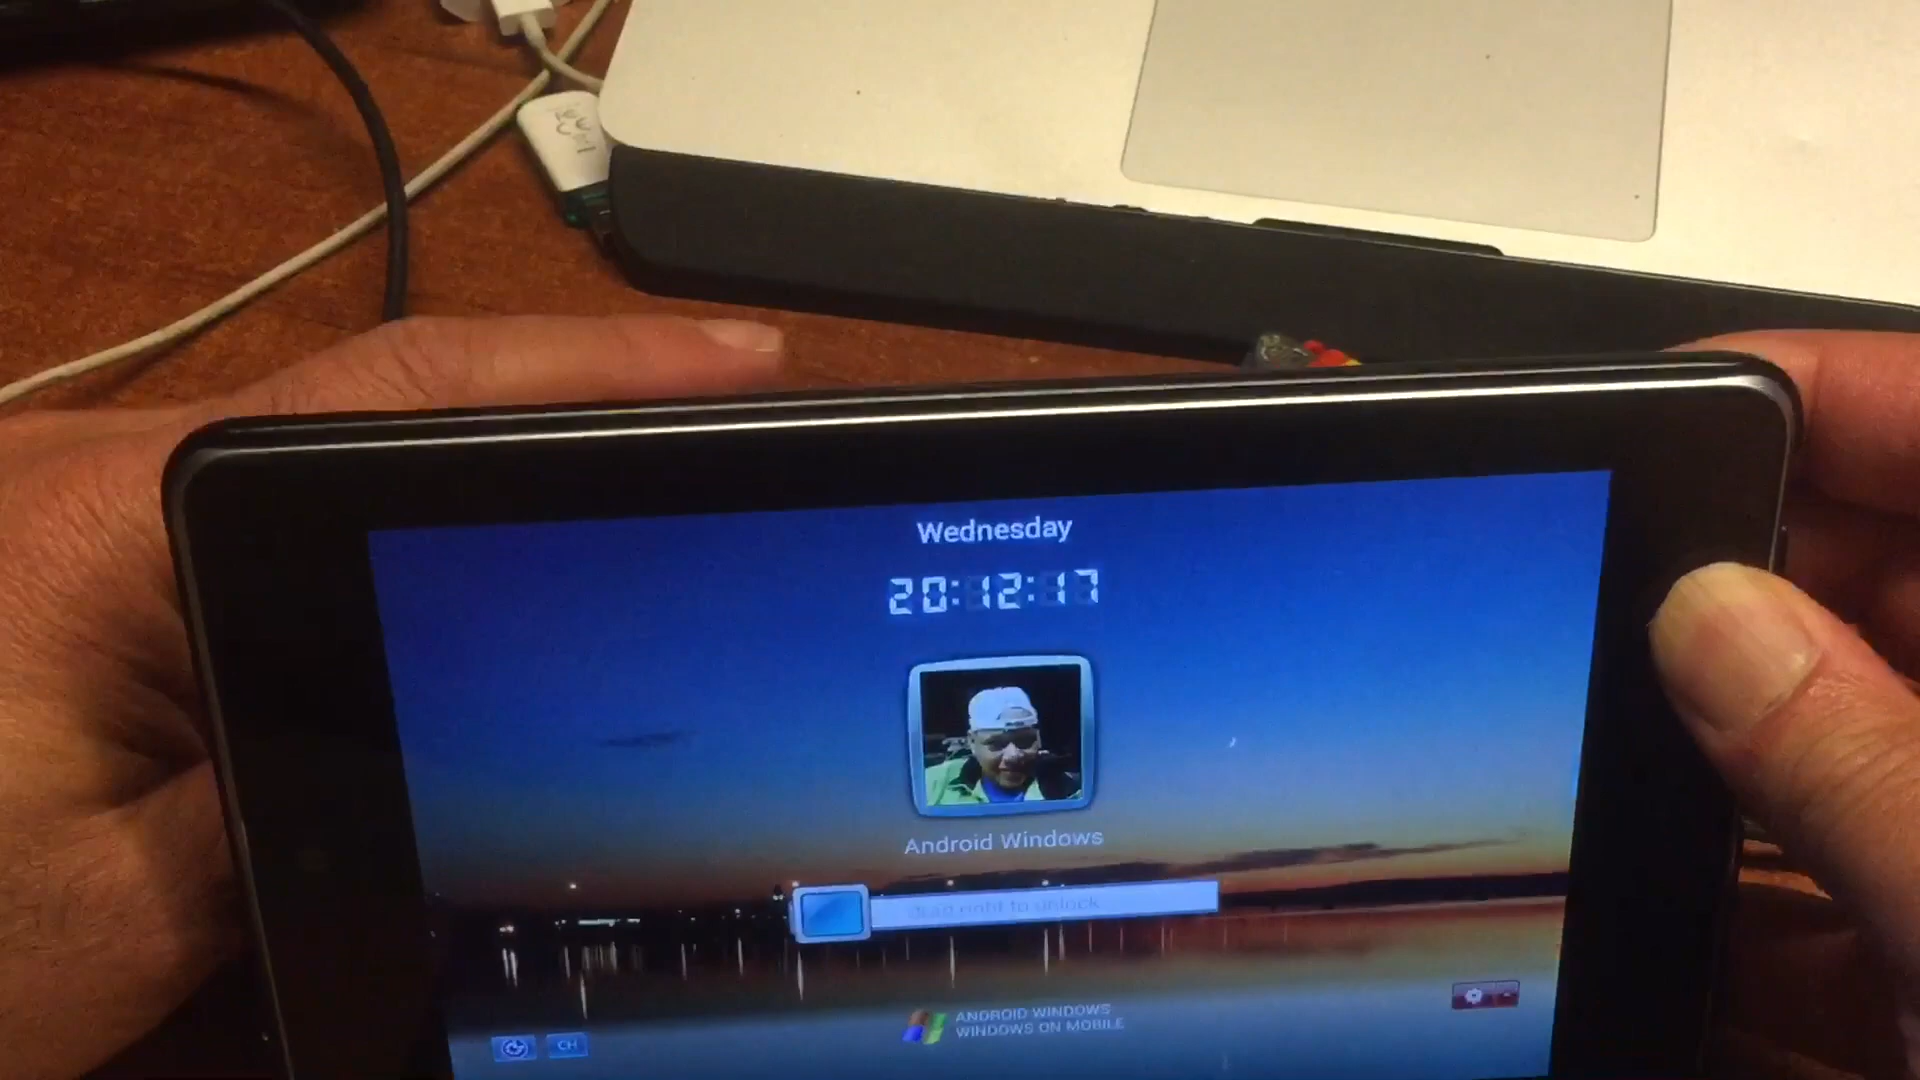 Wednesday
20:12:17
Android Windows
drag right to unlock
ANDROID WINDOWS
WINDOWS ON MOBILE
CH